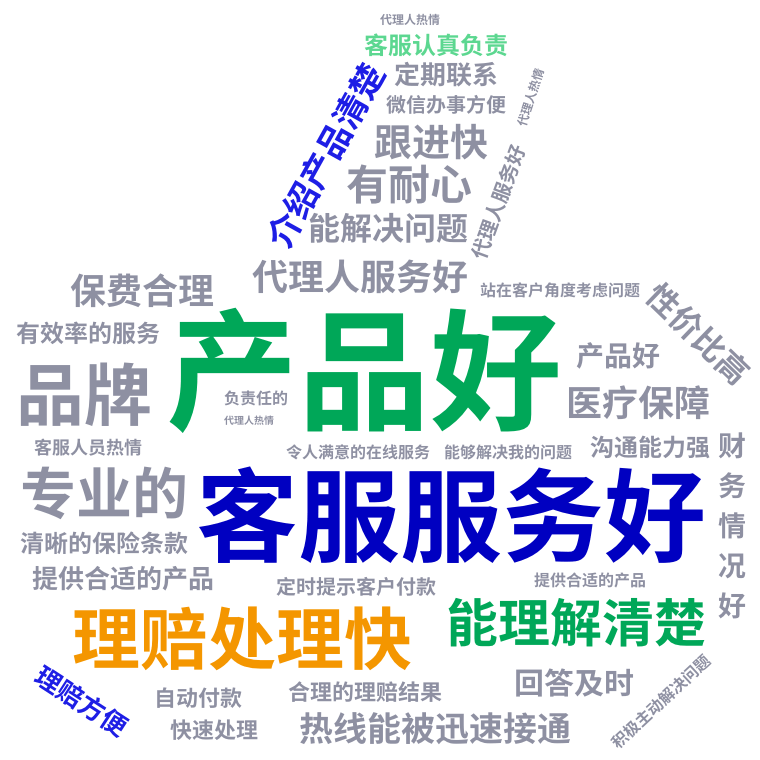 代理人热情
客服认真负责
定期联系
介绍产品清楚
微信办事方便
代理人热情
跟进快
有耐心
代理人服务好
能解决问题
代理人服务好
保费合理
站在客户角度考虑问题
性价比高
有效率的服务
产品好
产品好
品牌
负责任的
医疗保障
代理人热情
客服人员热情
令人满意的在线服务
能够解决我的问题
沟通能力强
财务情况好
专业的
客服服务好
清晰的保险条款
提供合适的产品
定时提示客户付款
提供合适的产品
理赔处理快
能理解清楚
理赔方便
自动付款
合理的理赔结果
回答及时
积极主动解决问题
快速处理
热线能被迅速接通